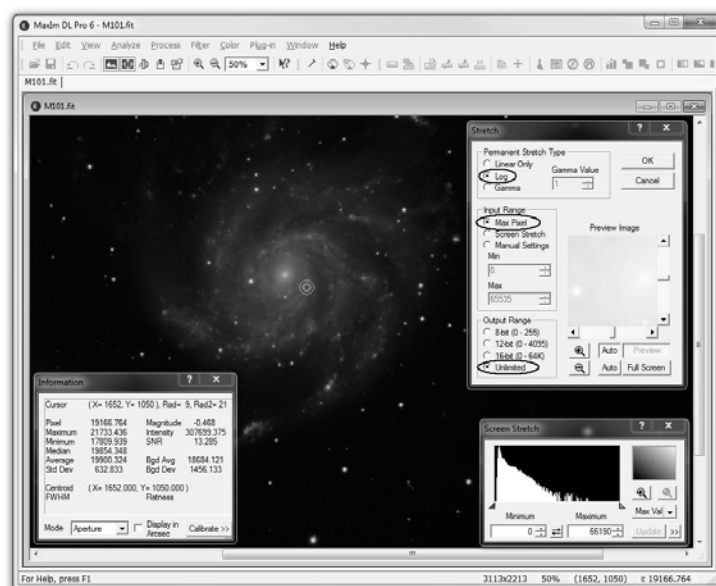 MaxIm DL Pro 6 - M101.fit
File Edit View Analyze Process Filter Color Plug-in Window Help
50%
M101.fit
M101.fit
Stretch
Permanent Stretch Type
Linear Only
Log
Gamma
Gamma Value
1
OK
Cancel
Input Range
Max Pixel
Screen Stretch
Manual Settings
Min
0.
Max
65535
Preview Image
Output Range
8-bit (0 - 255)
12-bit (0 - 4095)
16-bit (0 - 64K)
Unlimited
Auto Preview
Auto Full Screen
Information
Cursor (X= 1652, Y= 1050 ), Rad= 9, Rad2= 21
Pixel 19166.764 Magnitude -0.468
Maximum 21733.436 Intensity 307699.375
Minimum 17809.939 SNR 13.285
Median 19854.348
Average 19900.324 Bgd Avg 18684.121
Std Dev 632.833 Bgd Dev 1456.133
Centroid (X= 1652.000, Y= 1050.000 )
FWHM Flatness
Mode Aperture Display in Arcsec Calibrate >>
Screen Stretch
Minimum Maximum
0 66190
Max Val
Update >>
For Help, press F1 3113x2213 50% (1652, 1050) i: 19166.764